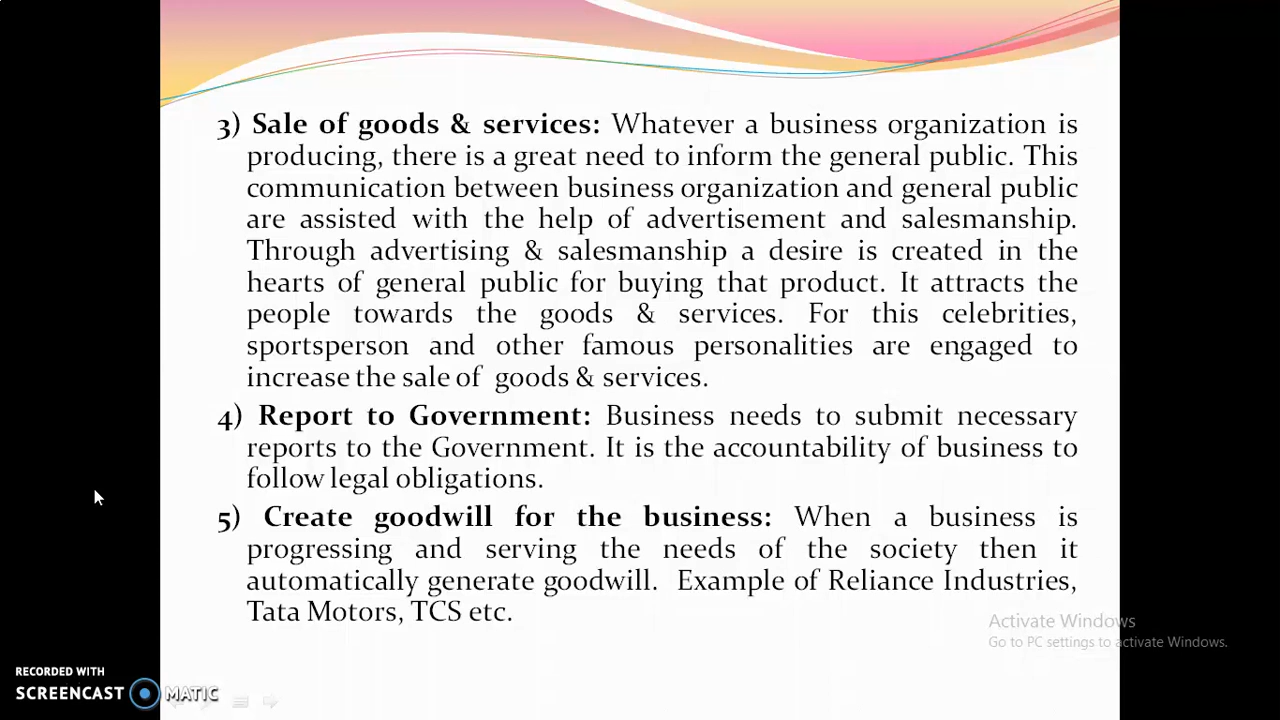 3) Sale of goods & services: Whatever a business organization is
producing, there is a great need to inform the general public. This
communication between business organization and general public
are assisted with the help of advertisement and salesmanship.
Through advertising & salesmanship a desire is created in the
hearts of general public for buying that product. It attracts the
people towards the goods & services. For this celebrities,
sportsperson and other famous personalities are engaged to
increase the sale of goods & services.
4) Report to Government: Business needs to submit necessary
reports to the Government. It is the accountability of business to
follow legal obligations.
5) Create goodwill for the business: When a business is
progressing and serving the needs of the society then it
automatically generate goodwill. Example of Reliance Industries,
Tata Motors, TCS etc.
Activate Windows
Go to PC settings to activate Windows.
RECORDED WITH
SCREENCAST MATIC